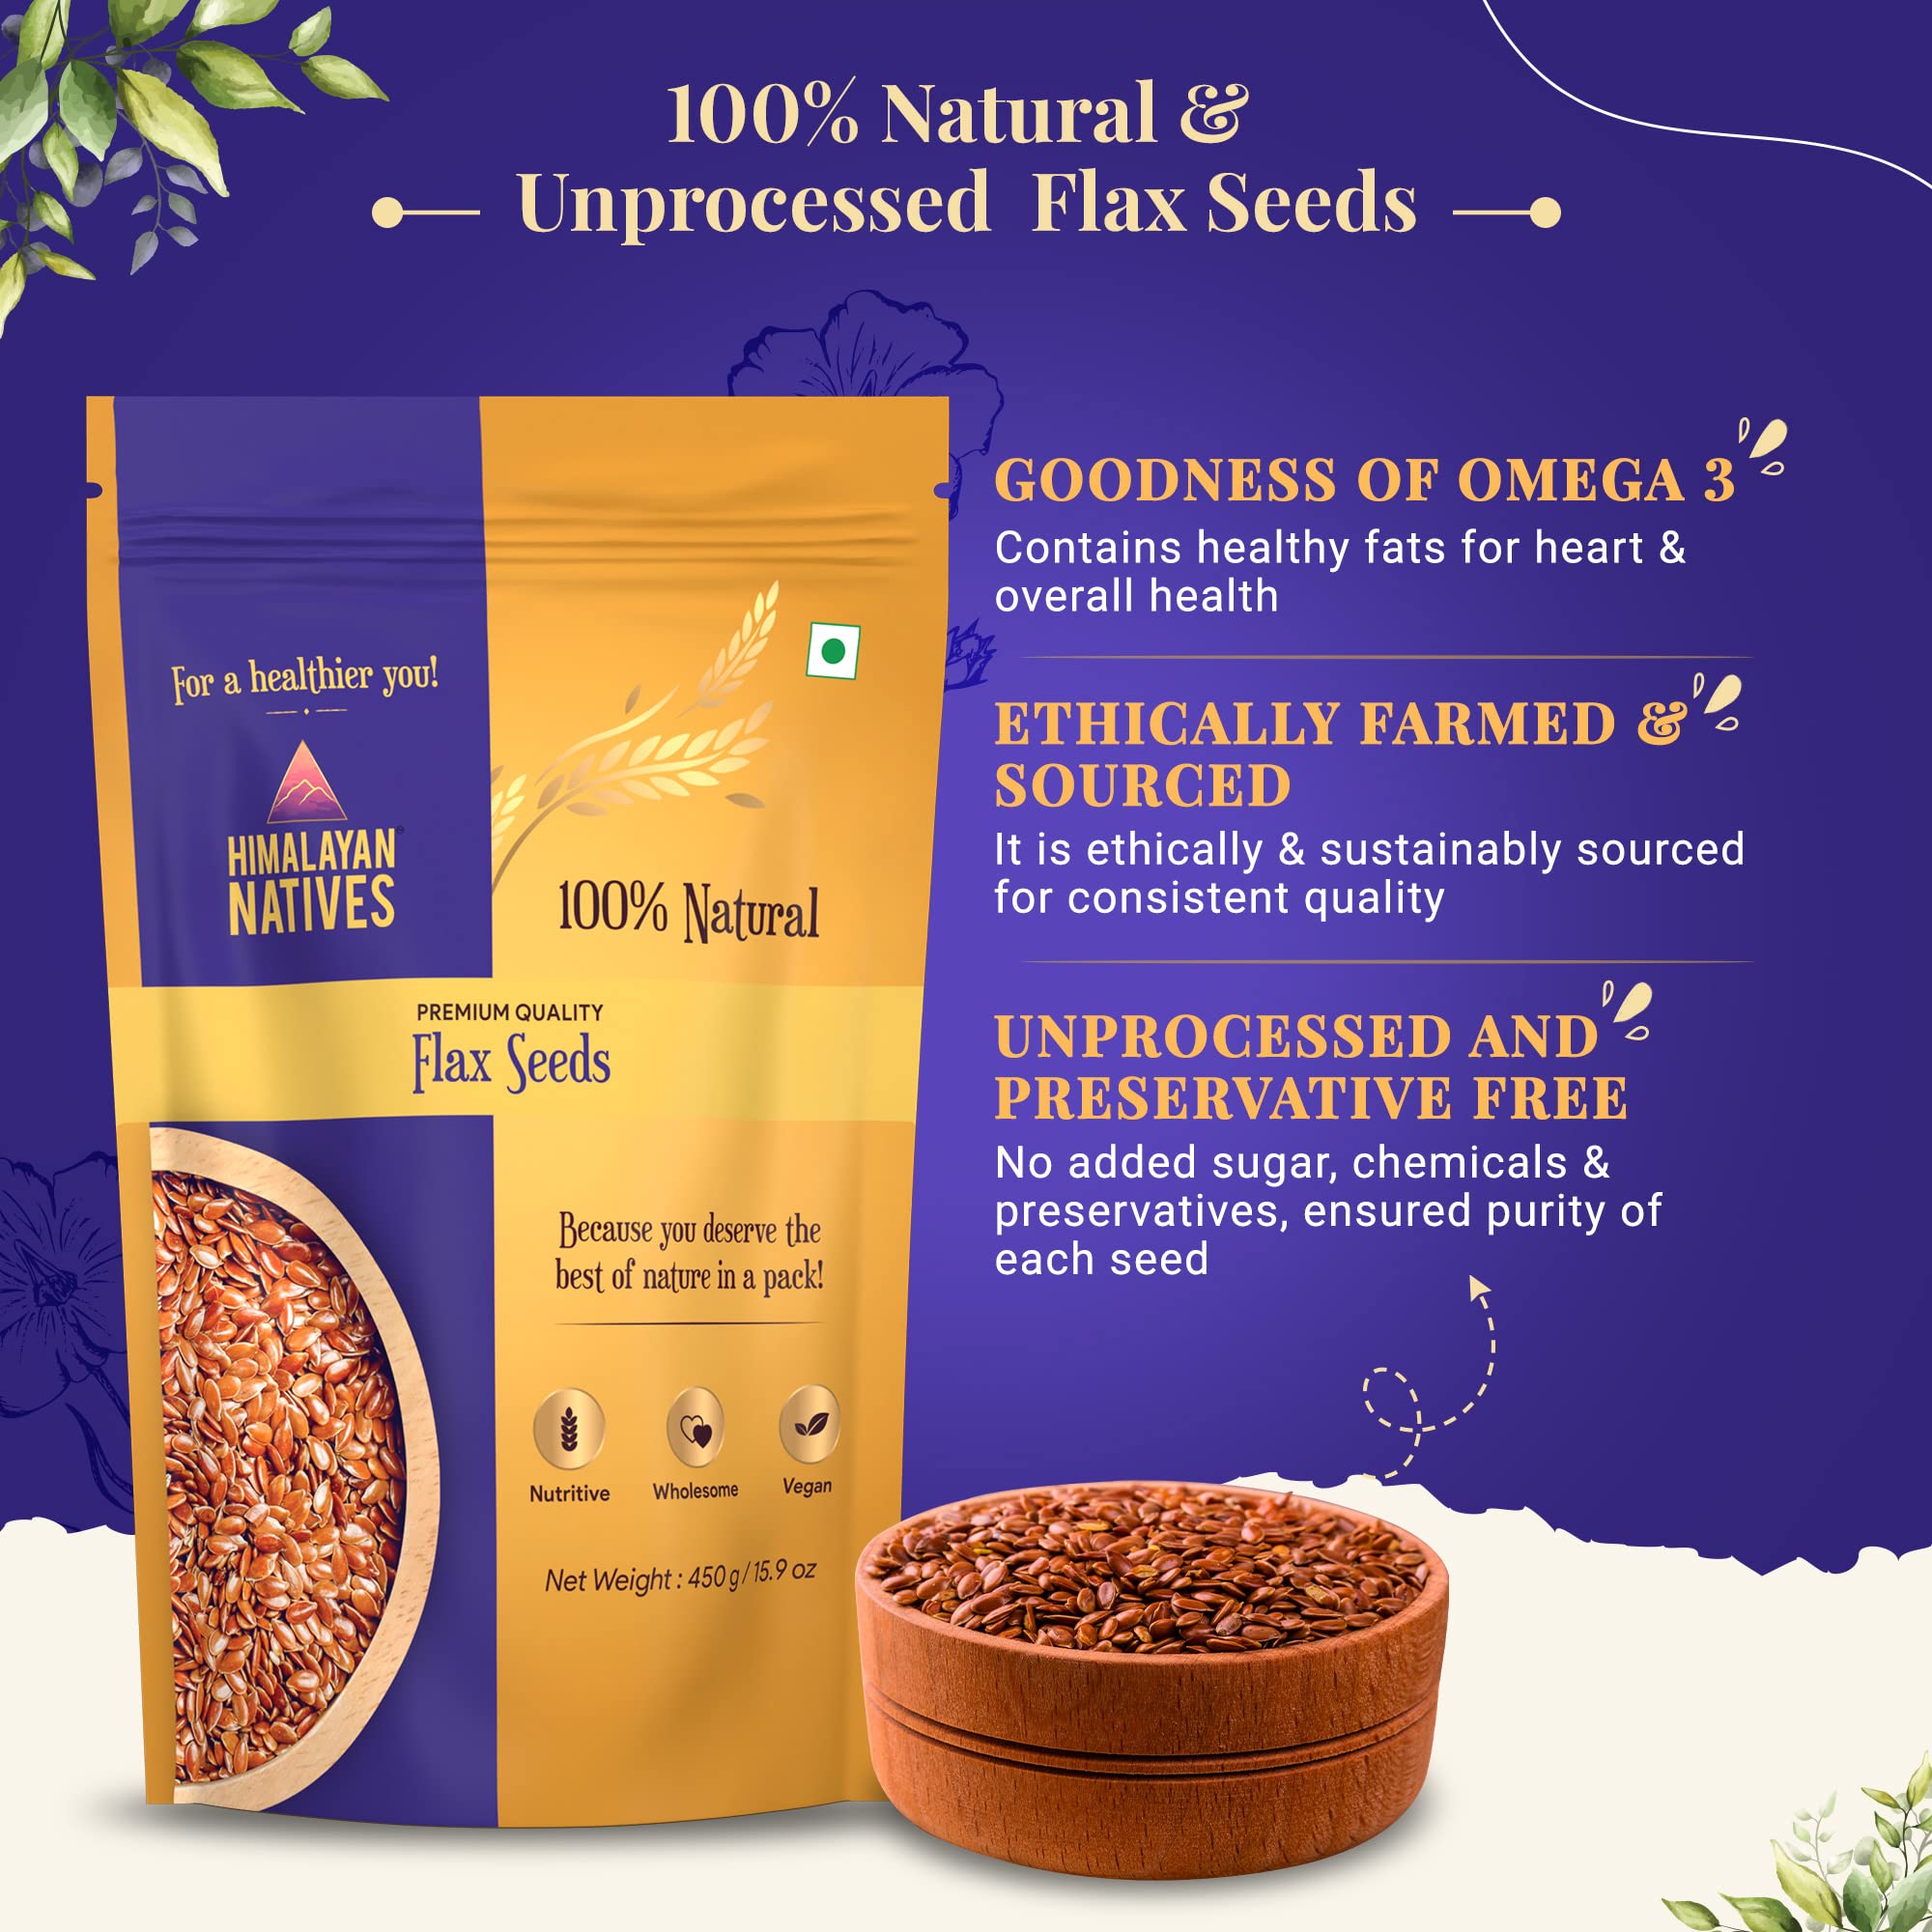 100% Natural &
Unprocessed Flax Seeds
For a healthier you!
HIMALAYAN
NATIVES
100% Natural
PREMIUM QUALITY
Flax Seeds
Because you deserve the
best of nature in a pack!
Nutritive
Wholesome
Vegan
Net Weight : 450 g / 15.9 oz
GOODNESS OF OMEGA 3
Contains healthy fats for heart &
overall health
ETHICALLY FARMED &
SOURCED
It is ethically & sustainably sourced
for consistent quality
UNPROCESSED AND
PRESERVATIVE FREE
No added sugar, chemicals &
preservatives, ensured purity of
each seed